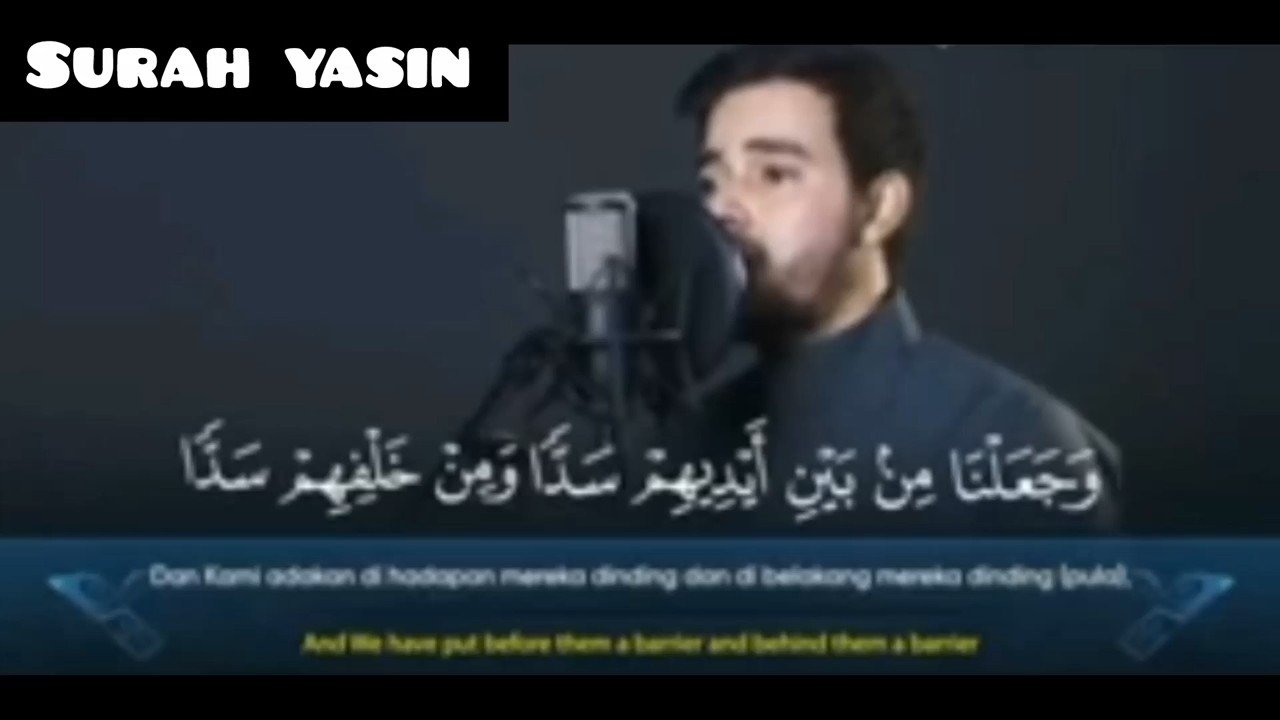 SURAH YASIN
وَجَعَلْنَا مِنْ بَيْنِ أَيْدِيهِمْ سَدًّا وَمِنْ خَلْفِهِمْ سَدًّا
Dan Kami adakan di hadapan mereka dinding dan di belakang mereka dinding (pula),
And We have put before them a barrier and behind them a barrier